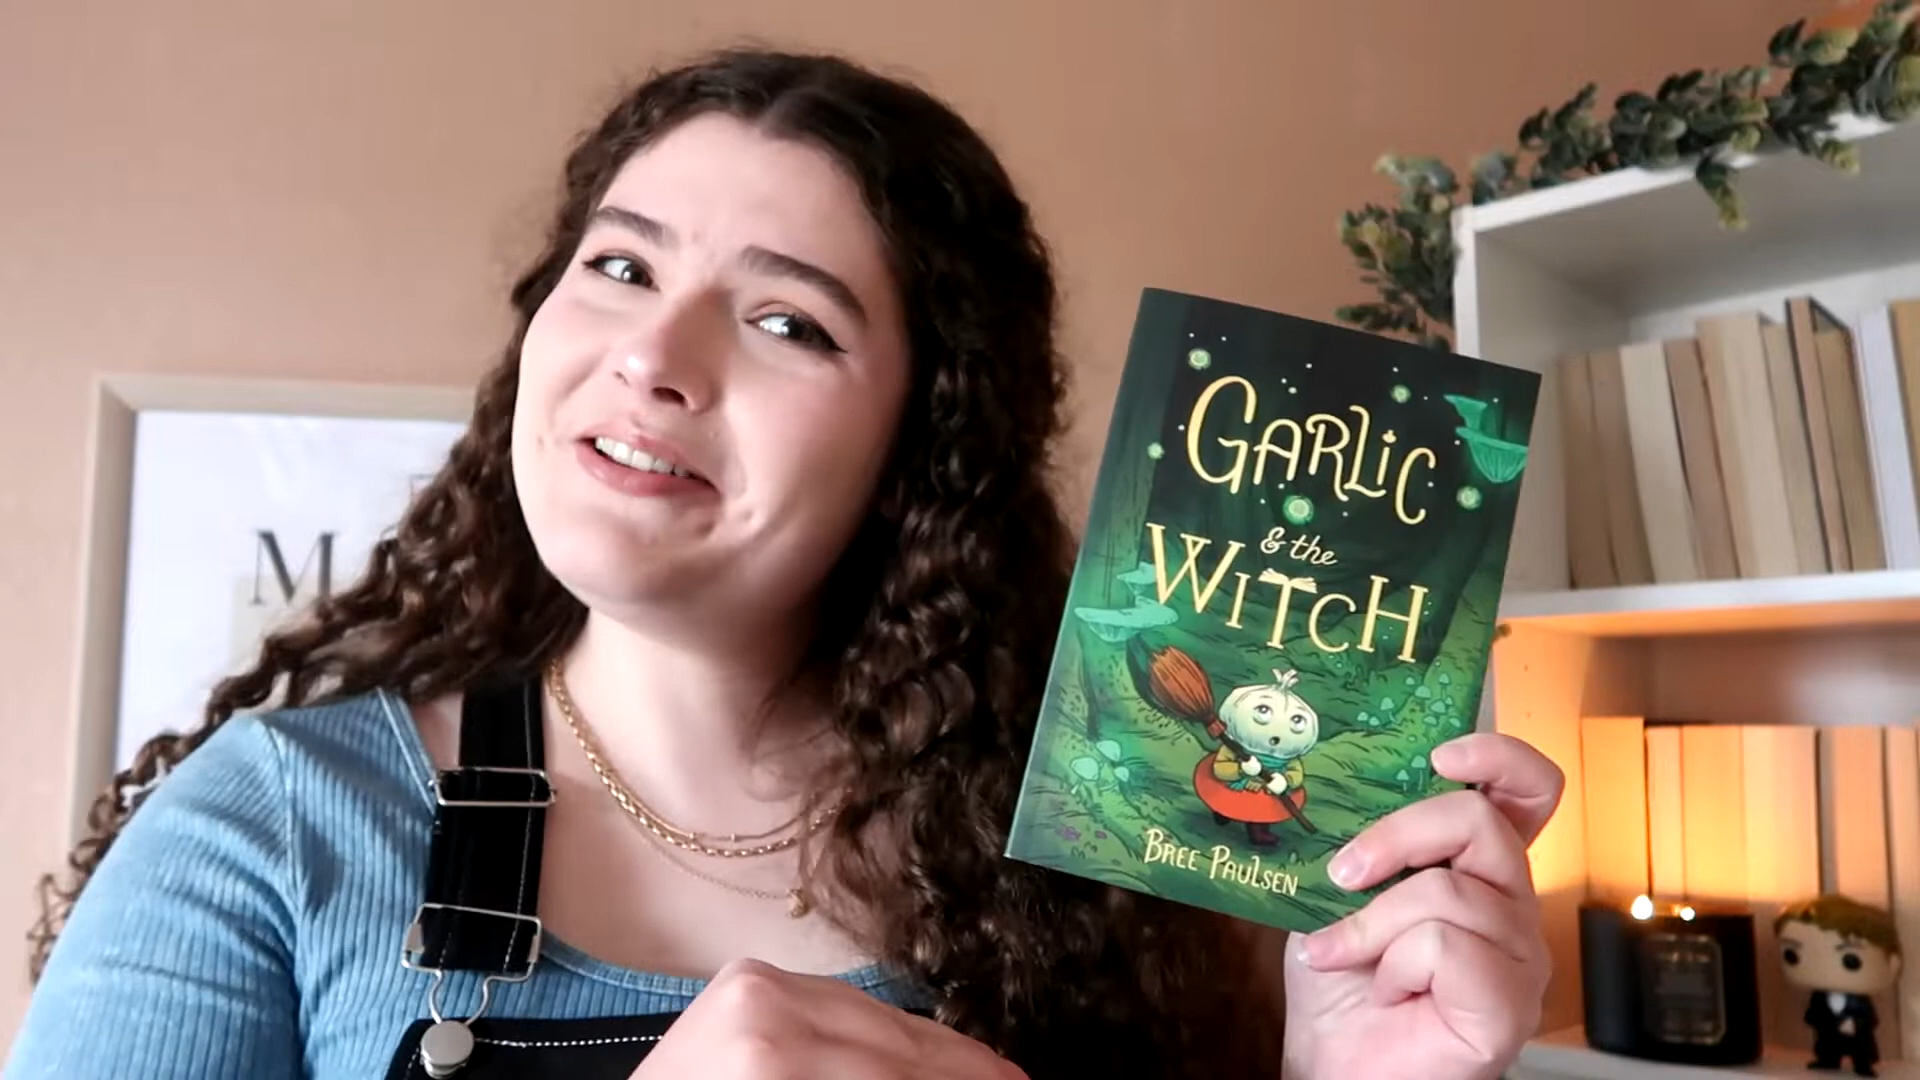 M
GARLIC
& the
WITCH
BREE PAULSEN